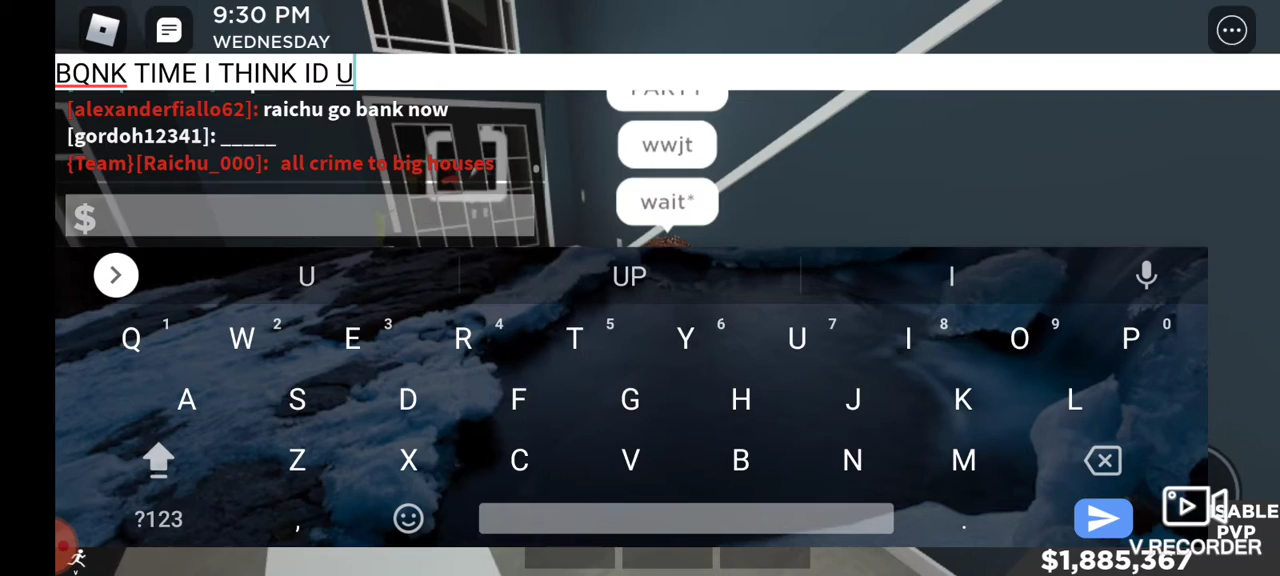 9:30 PM
WEDNESDAY
BQNK TIME I THINK ID U
[alexanderfiallo62]: raichu go bank now
[gordoh12341]: _____
{Team}[Raichu_000]: all crime to big houses
$
PARTY
wwjt
wait*
U UP I
1 2 3 4 5 6 7 8 9 0
Q W E R T Y U I O P
A S D F G H J K L
Z X C V B N M
?123 , .
ISABLE
PVP
V RECORDER
$1,885,367